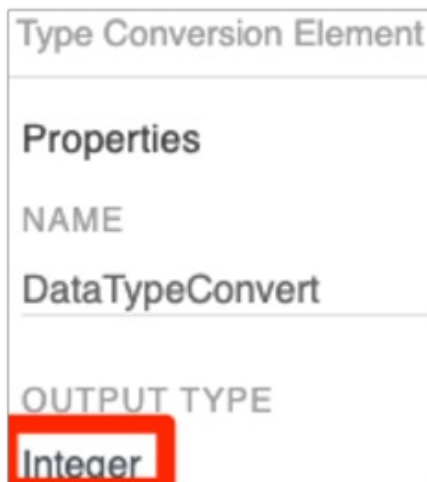 Type Conversion Element
Properties
NAME
DataTypeConvert
OUTPUT TYPE
Integer